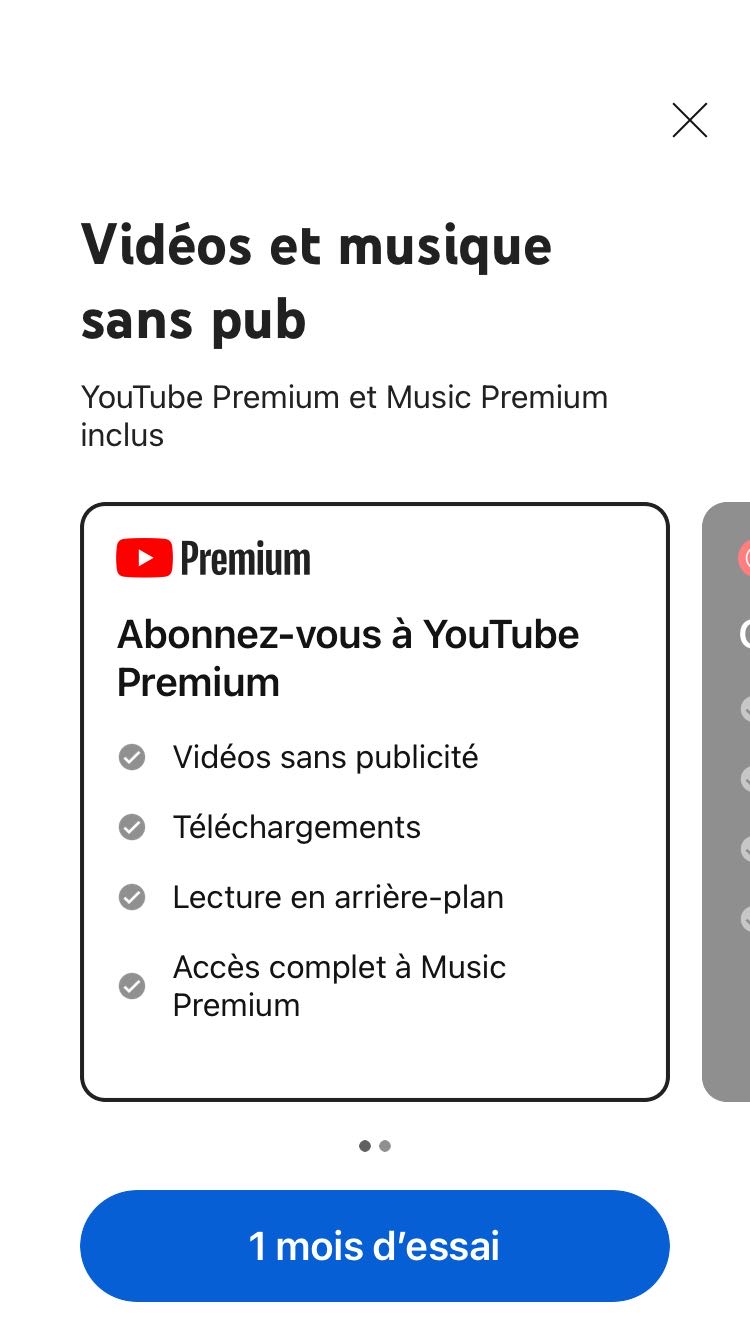 Vidéos et musique
sans pub
YouTube Premium et Music Premium
inclus
Premium
Abonnez-vous à YouTube
Premium
Vidéos sans publicité
Téléchargements
Lecture en arrière-plan
Accès complet à Music
Premium
1 mois d’essai